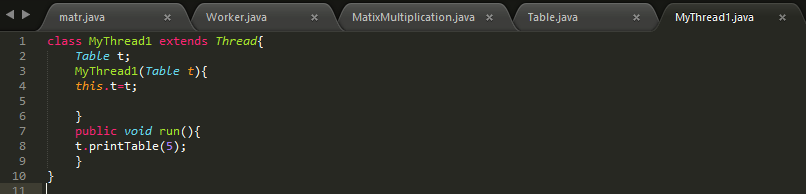 matr.java × Worker.java × MatixMultiplication.java × Table.java × MyThread1.java ×
1 class MyThread1 extends Thread{
2 Table t;
3 MyThread1(Table t){
4 this.t=t;
5
6 }
7 public void run(){
8 t.printTable(5);
9 }
10 }
11